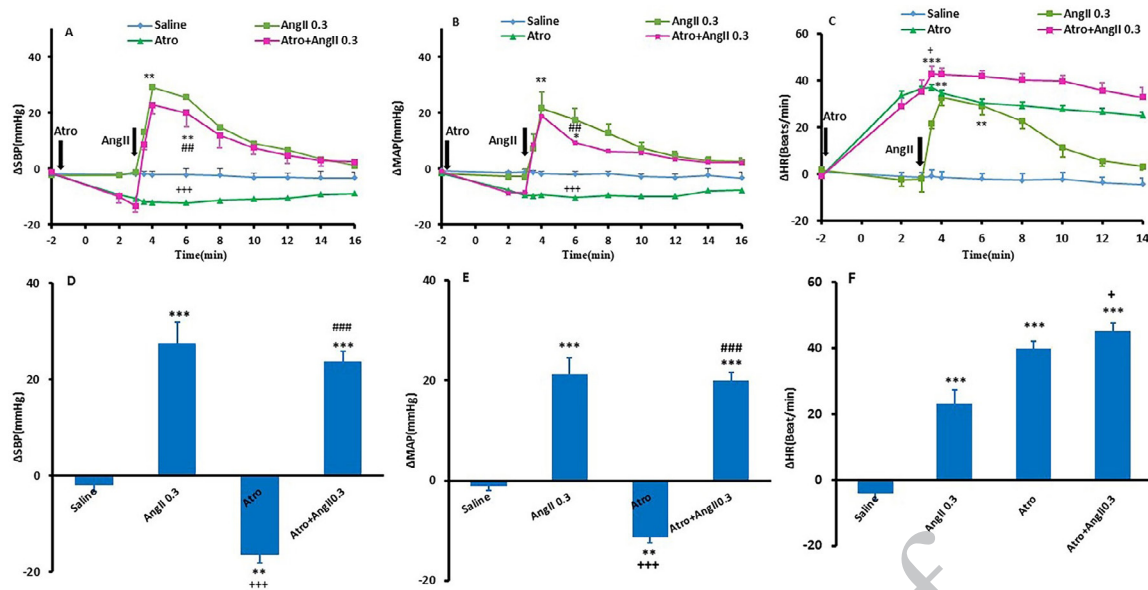 A
Saline
AngII 0.3
Atro
Atro+AngII 0.3
ΔSBP(mmHg)
40
20
0
-20
**
Atro
AngII
**
##
+++
-2 0 2 4 6 8 10 12 14 16
Time(min)
B
Saline
AngII 0.3
Atro
Atro+AngII 0.3
ΔMAP(mmHg)
40
20
0
-20
**
Atro
AngII
##
*
+++
-2 0 2 4 6 8 10 12 14 16
Time(min)
C
Saline
AngII 0.3
Atro
Atro+AngII 0.3
ΔHR(Beats/min)
60
40
20
0
-20
+
***
**
Atro
AngII
**
-2 0 2 4 6 8 10 12 14
Time(min)
D
ΔSBP(mmHg)
40
20
0
-20
***
###
***
Saline
AngII 0.3
Atro
Atro+AngII0.3
**
+++
E
ΔMAP(mmHg)
40
20
0
-20
***
###
***
Saline
AngII 0.3
Atro
Atro+AngII0.3
**
+++
F
ΔHR(Beat/min)
60
40
20
0
-20
***
***
+
***
Saline
AngII 0.3
Atro
Atro+AngII0.3
f